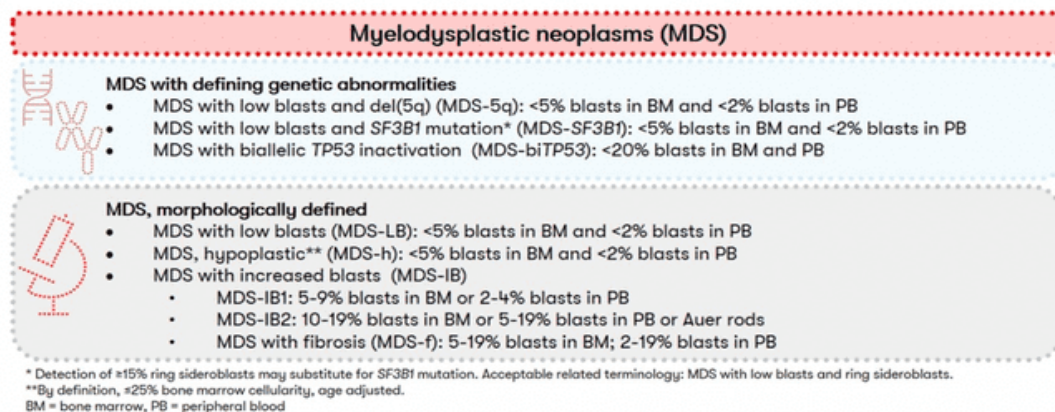 Myelodysplastic neoplasms (MDS)
MDS with defining genetic abnormalities
• MDS with low blasts and del(5q) (MDS-5q): <5% blasts in BM and <2% blasts in PB
• MDS with low blasts and SF3B1 mutation* (MDS-SF3B1): <5% blasts in BM and <2% blasts in PB
• MDS with biallelic TP53 inactivation (MDS-biTP53): <20% blasts in BM and PB
MDS, morphologically defined
• MDS with low blasts (MDS-LB): <5% blasts in BM and <2% blasts in PB
• MDS, hypoplastic** (MDS-h): <5% blasts in BM and <2% blasts in PB
• MDS with increased blasts (MDS-IB)
• MDS-IB1: 5-9% blasts in BM or 2-4% blasts in PB
• MDS-IB2: 10-19% blasts in BM or 5-19% blasts in PB or Auer rods
• MDS with fibrosis (MDS-f): 5-19% blasts in BM; 2-19% blasts in PB
* Detection of ≥15% ring sideroblasts may substitute for SF3B1 mutation. Acceptable related terminology: MDS with low blasts and ring sideroblasts.
**By definition, ≤25% bone marrow cellularity, age adjusted.
BM = bone marrow, PB = peripheral blood